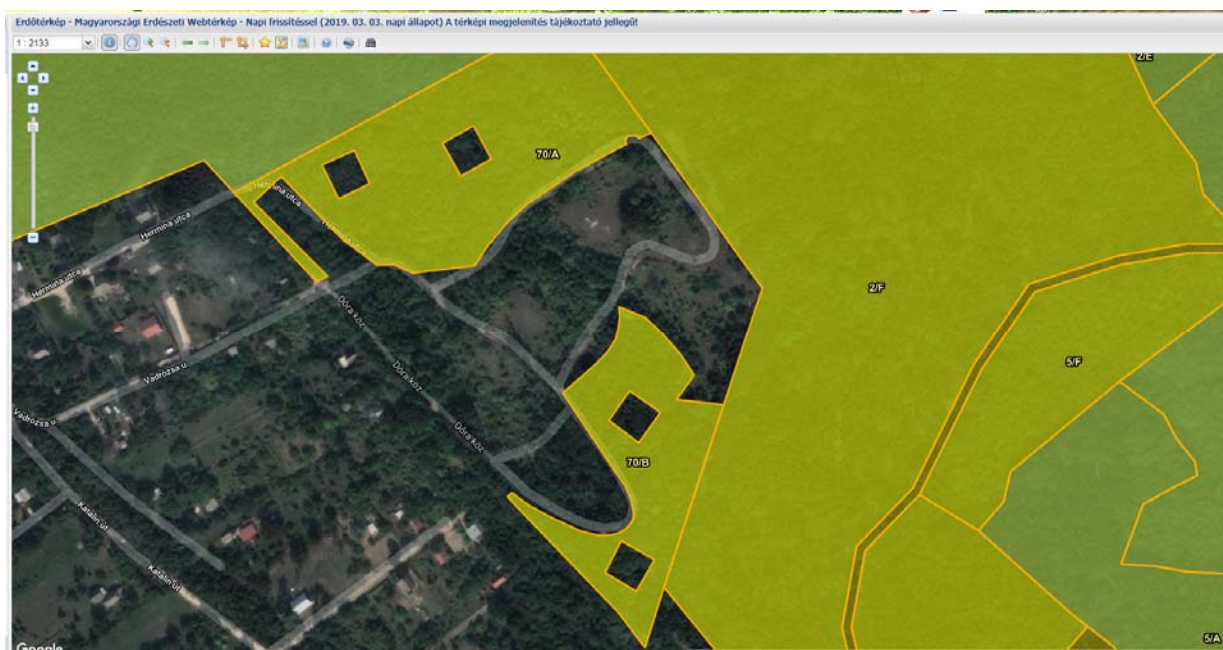 Erdőtérkép - Magyarországi Erdészeti Webtérkép - Napi frissítéssel (2019. 03. 03. napi állapot) A térképi megjelenítés tájékoztató jellegű!
1 : 2133
2/E
70/A
Hermina utca
Hermina utca
Hermina utca
2/F
Dóra köz
5/F
Vadrózsa u.
Dóra köz
Vadrózsa u.
Dóra köz
70/B
Katalin út
Katalin út
5/A
Google